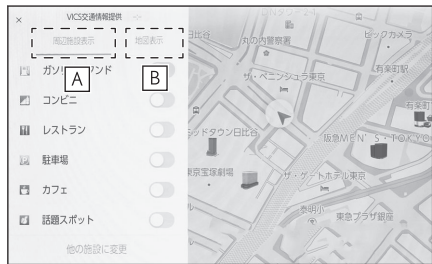 VICS交通情報提供
周辺施設表示
地図表示
A
B
ガソリンスタンド
コンビニ
レストラン
駐車場
カフェ
話題スポット
他の施設に変更
日比谷
丸の内警察署
ビックカメラ
ザ・ペニンシュラ東京
有楽町駅
有楽町
ミッドタウン日比谷
阪急MEN'S・TOKYO
東京宝塚劇場
ザ・ゲートホテル東京
泰明小
東急プラザ銀座